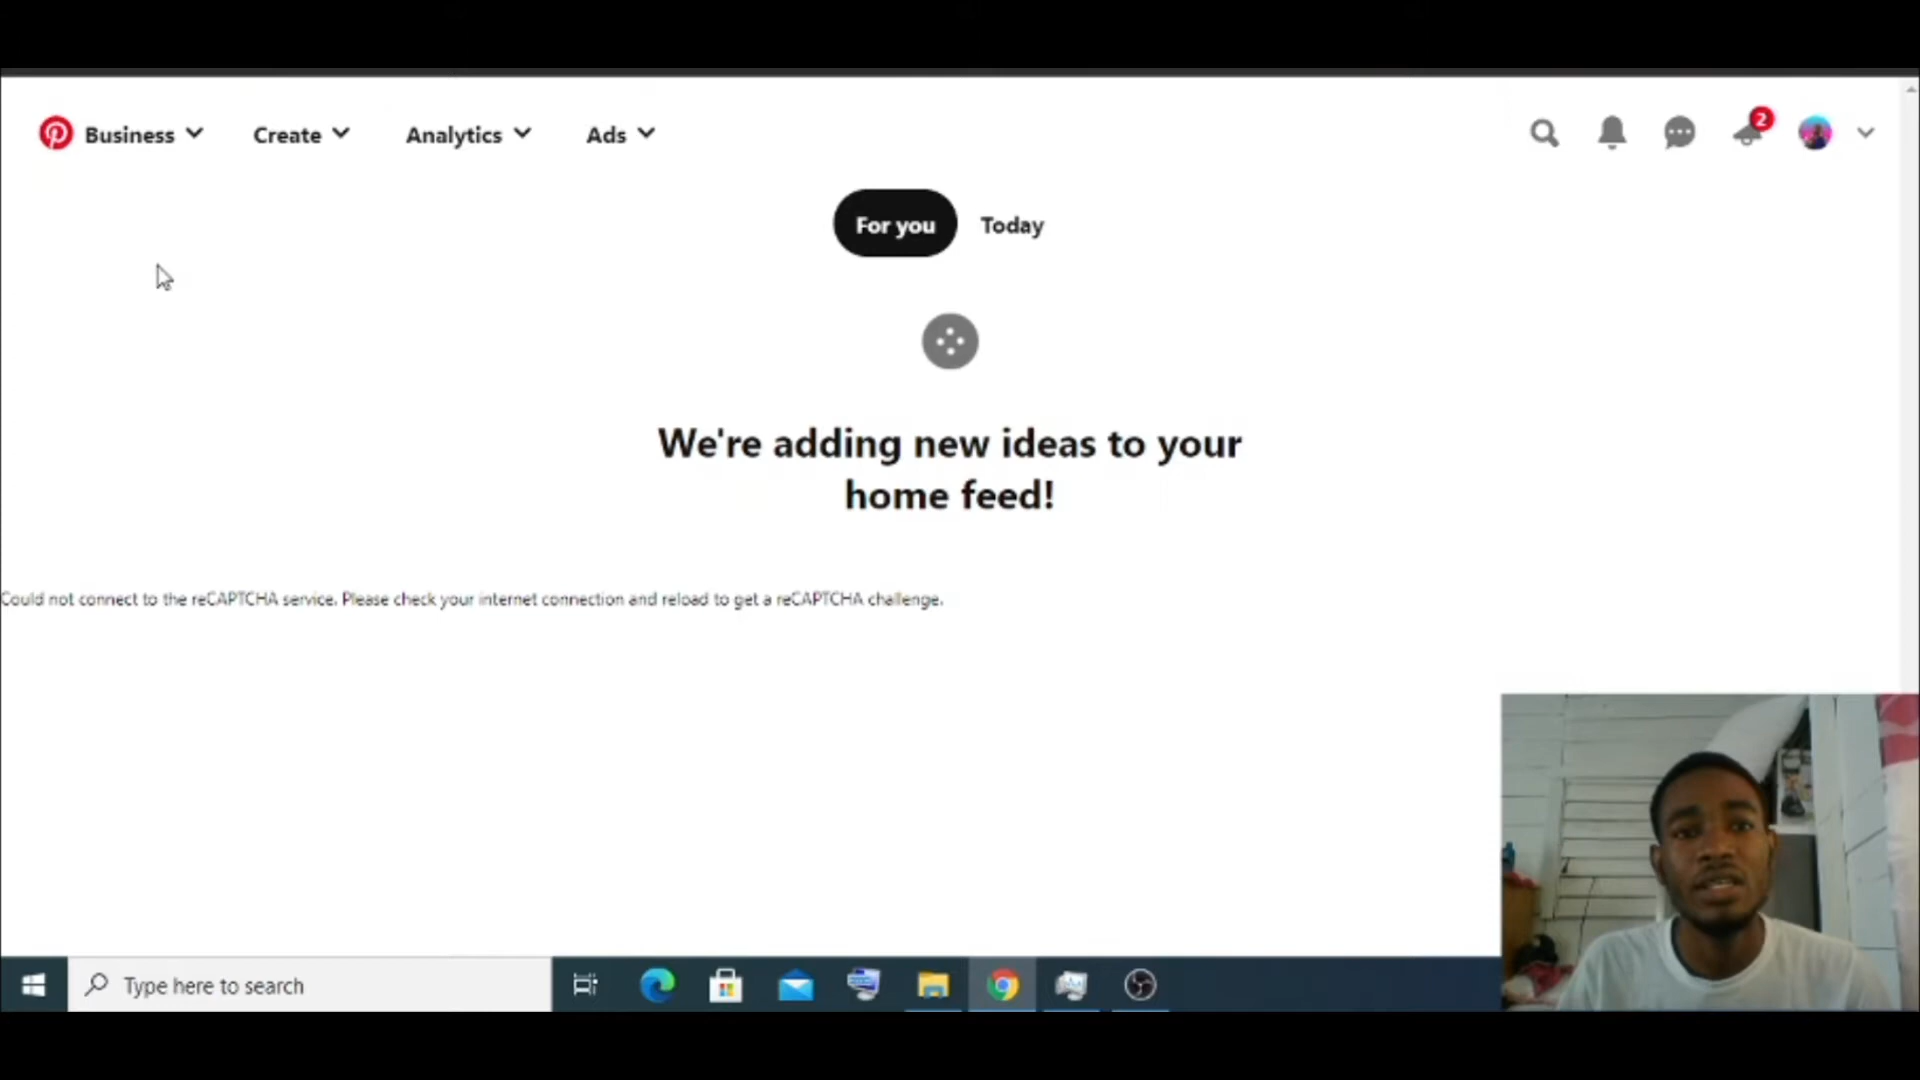 Business Create Analytics Ads 2
For you Today
We're adding new ideas to your
home feed!
Could not connect to the reCAPTCHA service. Please check your internet connection and reload to get a reCAPTCHA challenge.
Type here to search